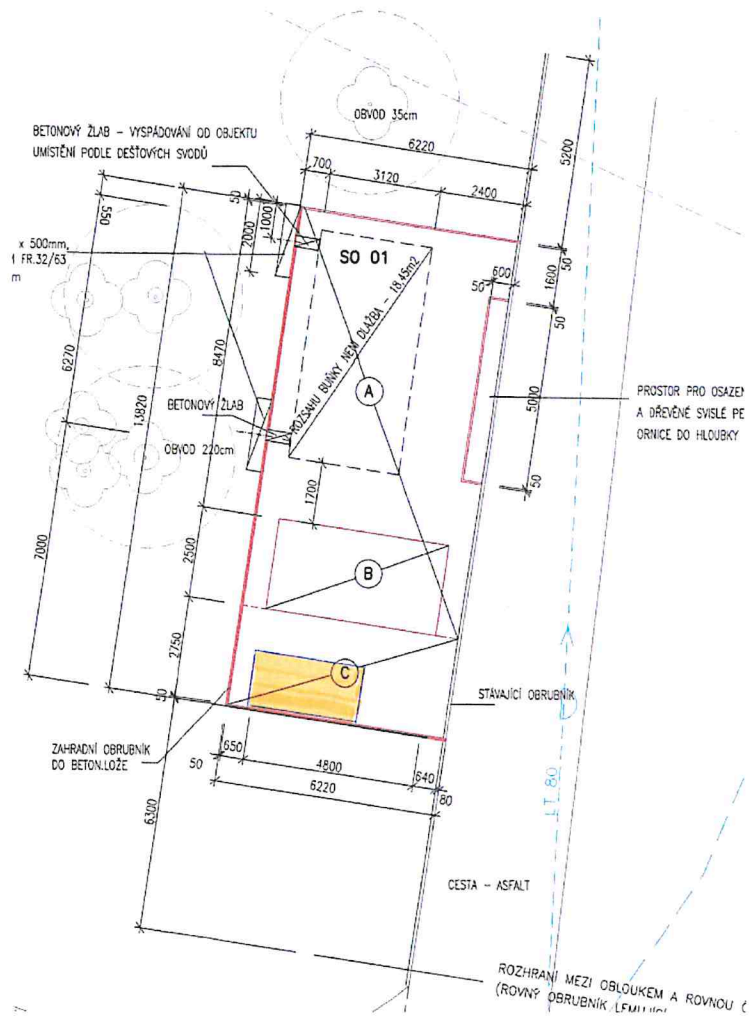 OBVOD 35cm
BETONOVÝ ŽLAB - VYSPÁDOVÁNÍ OD OBJEKTU
UMÍSTĚNÍ PODLE DEŠŤOVÝCH SVODŮ
6220
700
3120
2400
5200
50
550
1000
2000
x 500mm,
FR.32/63
m
SO 01
600
50
50
1600
50
ROZSAHU BUŇKY NENÍ DLAŽBA - 18,45m2
6270
13820
8470
A
PROSTOR PRO OSAZEN
A DŘEVĚNÉ SVISLÉ PE
ORNICE DO HLOUBKY
5000
BETONOVÝ ŽLAB
OBVOD 220cm
50
1700
7000
2500
B
2750
C
STÁVAJÍCÍ OBRUBNÍK
50
ZAHRADNÍ OBRUBNÍK
DO BETON.LOŽE
650
50
4800
640
80
6220
6300
LT 80
CESTA - ASFALT
ROZHRANÍ MEZI OBLOUKEM A ROVNOU Č
(ROVNÝ OBRUBNÍK LEMUJÍCÍ